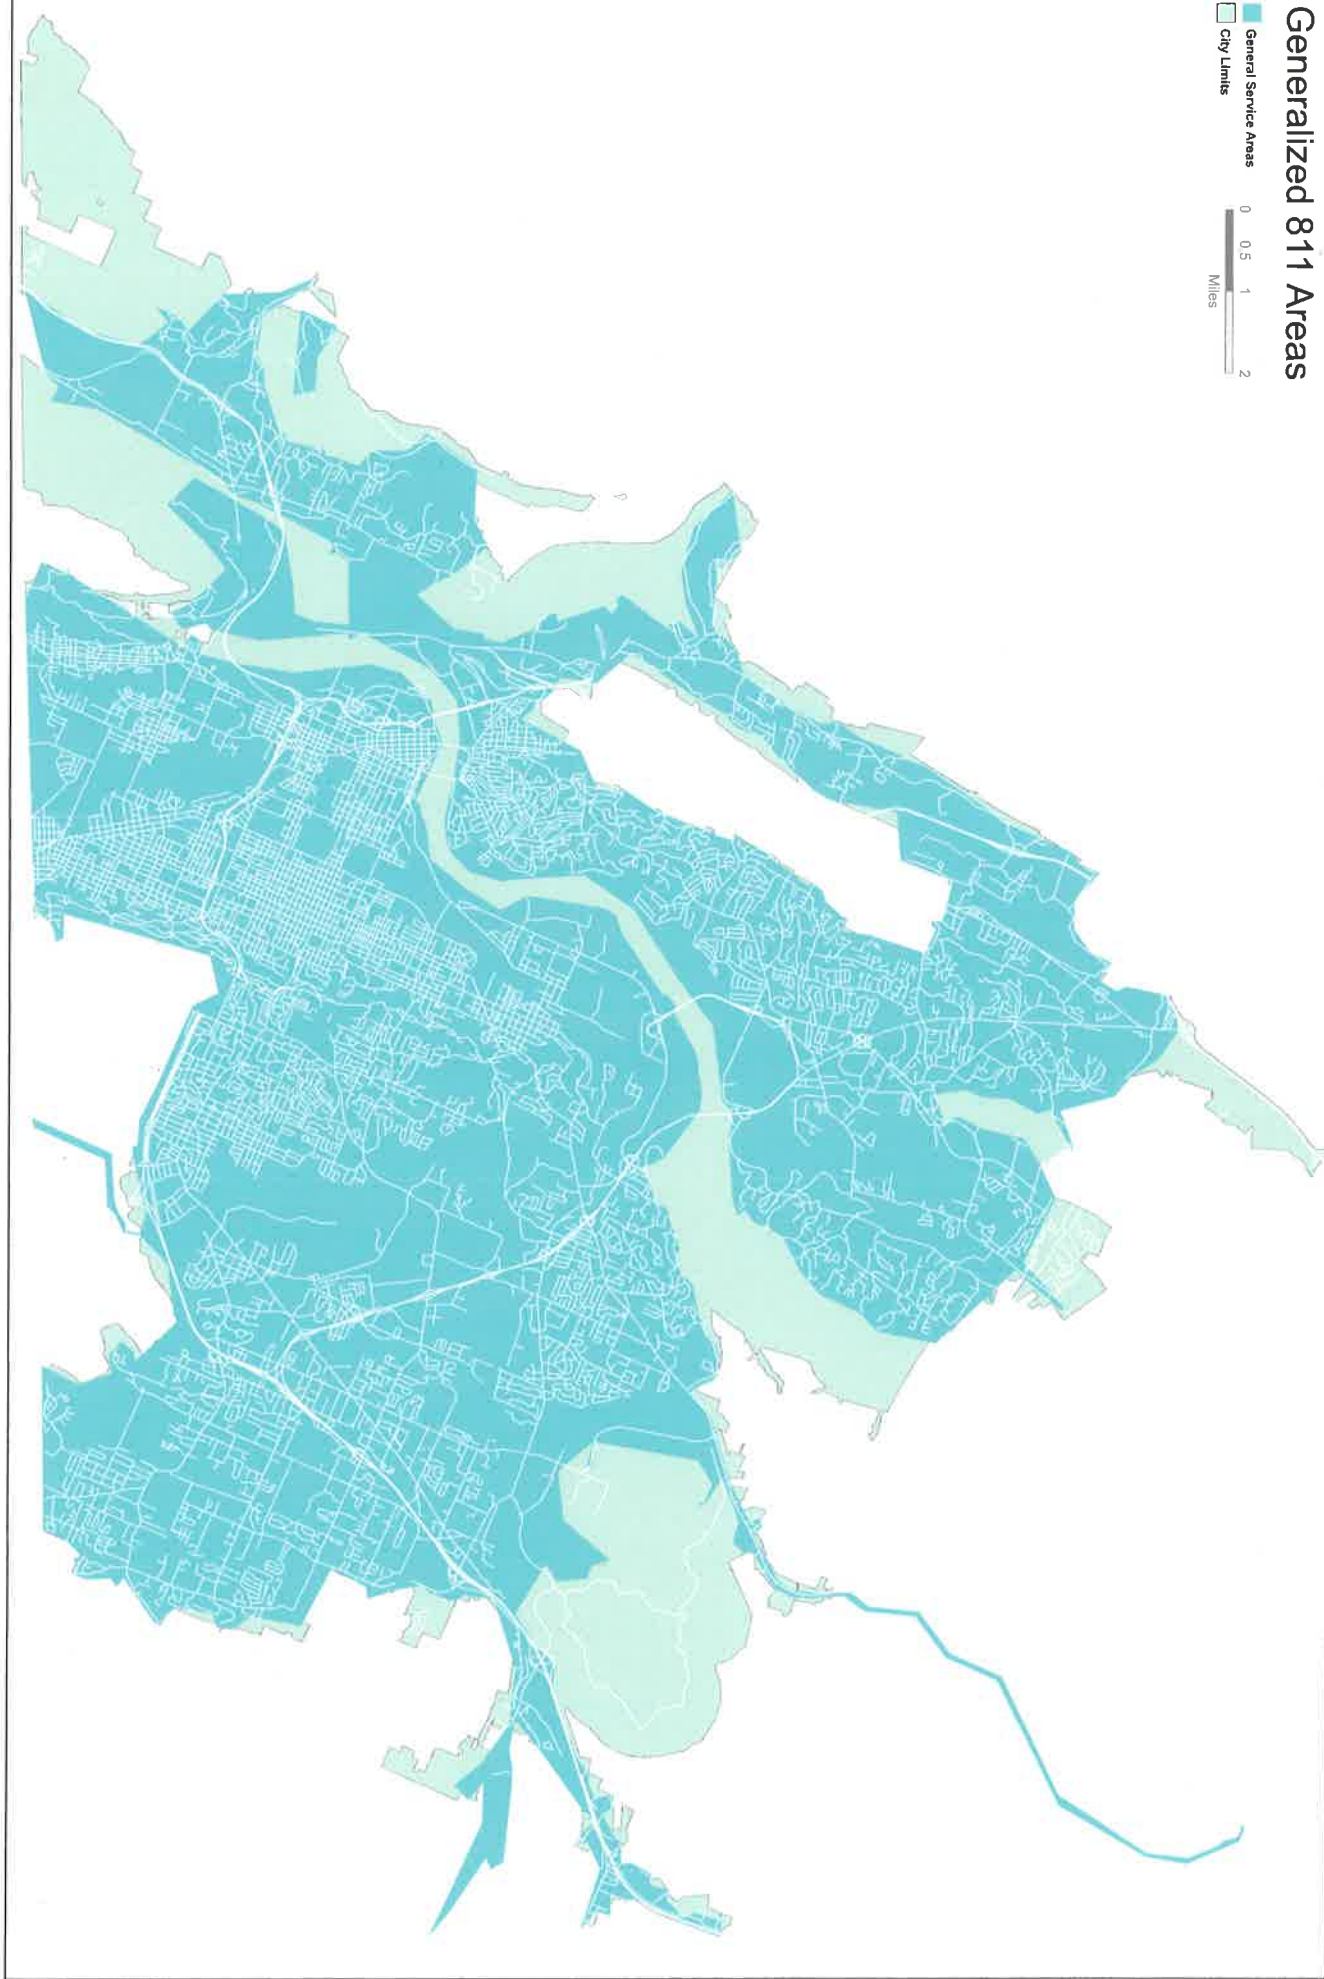 Generalized 811 Areas
General Service Areas
City Limits
0 0.5 1 2
Miles